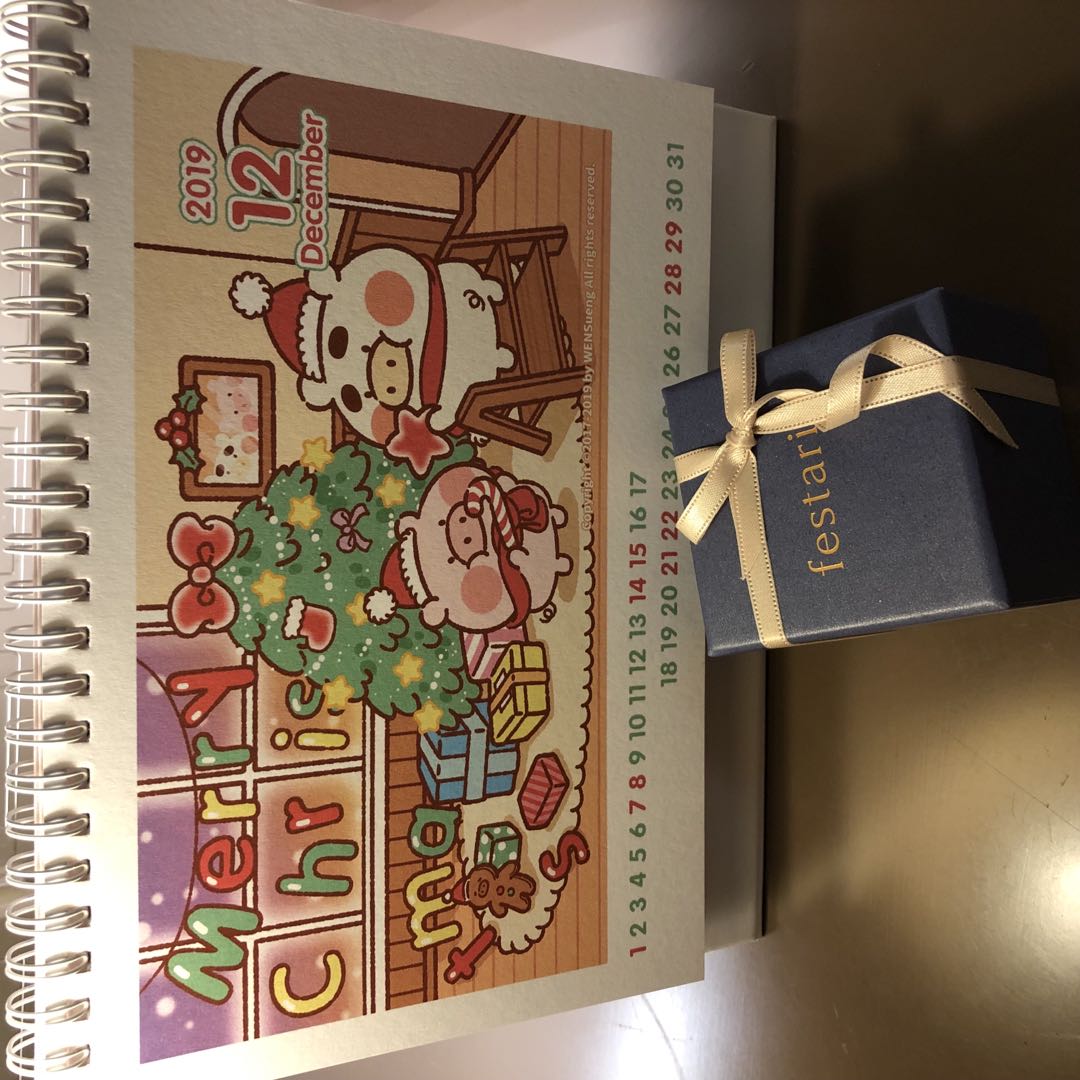 Merry
Chris
tmas
2019
12
December
Copyright ©2017-2019 by WENSueng All rights reserved.
1 2 3 4 5 6 7 8 9 10 11 12 13 14 15 16 17
18 19 20 21 22 23 24 26 27 28 29 30 31
festari